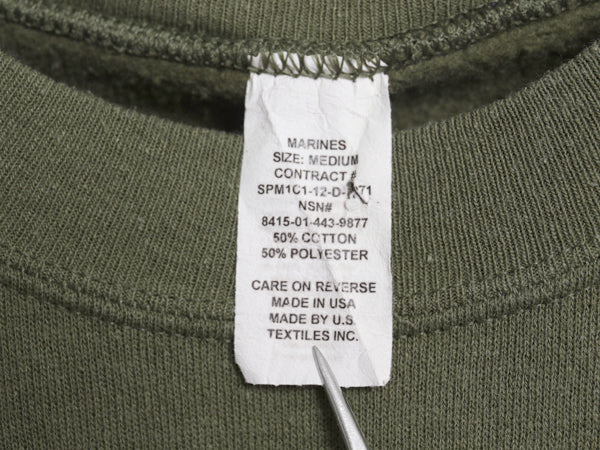 MARINES
SIZE: MEDIUM
CONTRACT #
NSN#
8415-01-443-9877
50% COTTON
50% POLYESTER
CARE ON REVERSE
MADE IN USA
MADE BY U.S.
TEXTILES INC.